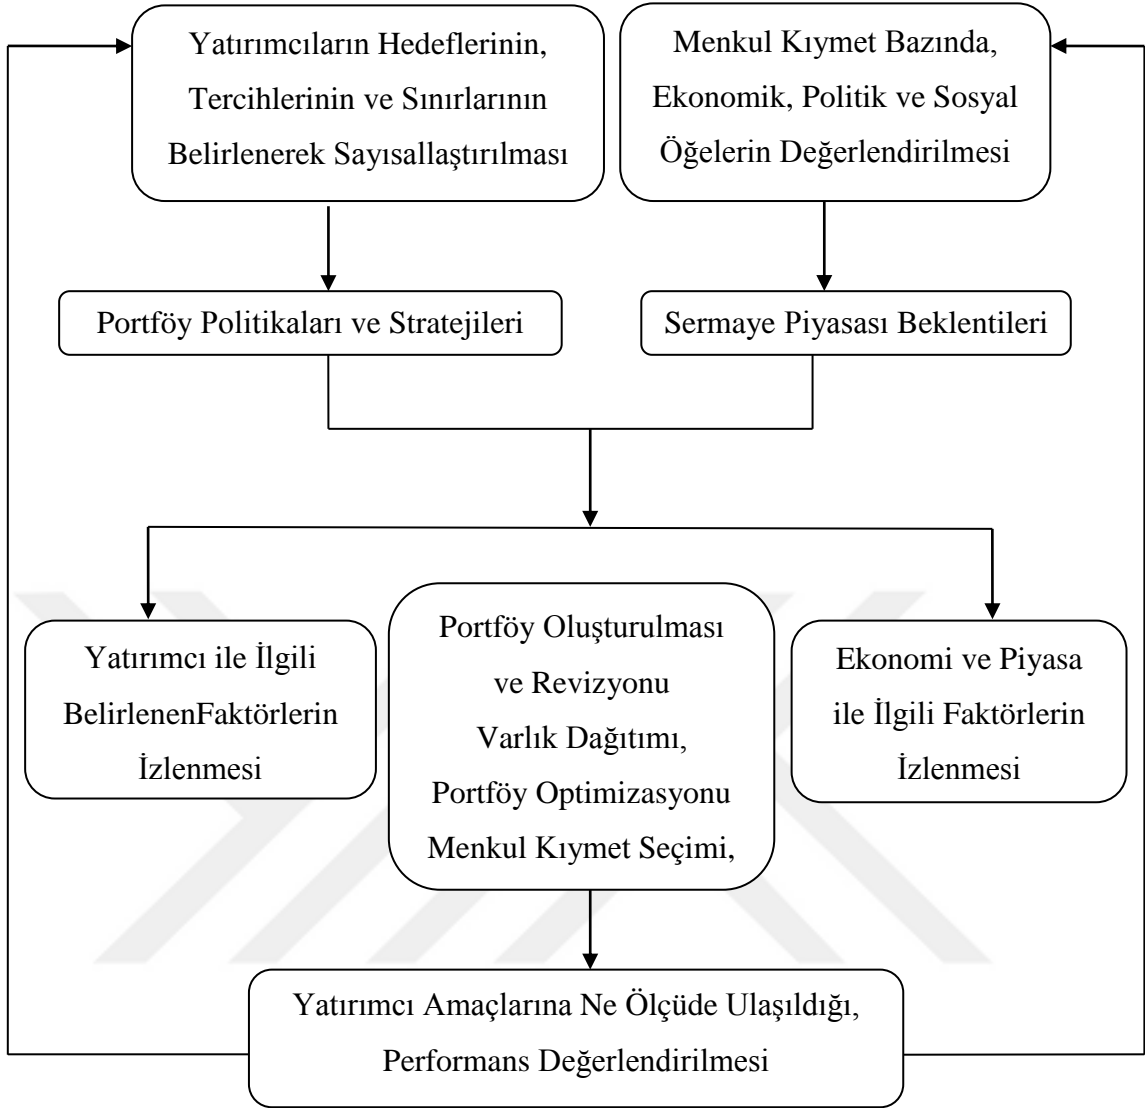 Yatırımcıların Hedeflerinin,
Tercihlerinin ve Sınırlarının
Belirlenerek Sayısallaştırılması
Menkul Kıymet Bazında,
Ekonomik, Politik ve Sosyal
Öğelerin Değerlendirilmesi
Portföy Politikaları ve Stratejileri
Sermaye Piyasası Beklentileri
Yatırımcı ile İlgili
BelirlenenFaktörlerin
İzlenmesi
Portföy Oluşturulması
ve Revizyonu
Varlık Dağıtımı,
Portföy Optimizasyonu
Menkul Kıymet Seçimi,
Ekonomi ve Piyasa
ile İlgili Faktörlerin
İzlenmesi
Yatırımcı Amaçlarına Ne Ölçüde Ulaşıldığı,
Performans Değerlendirilmesi